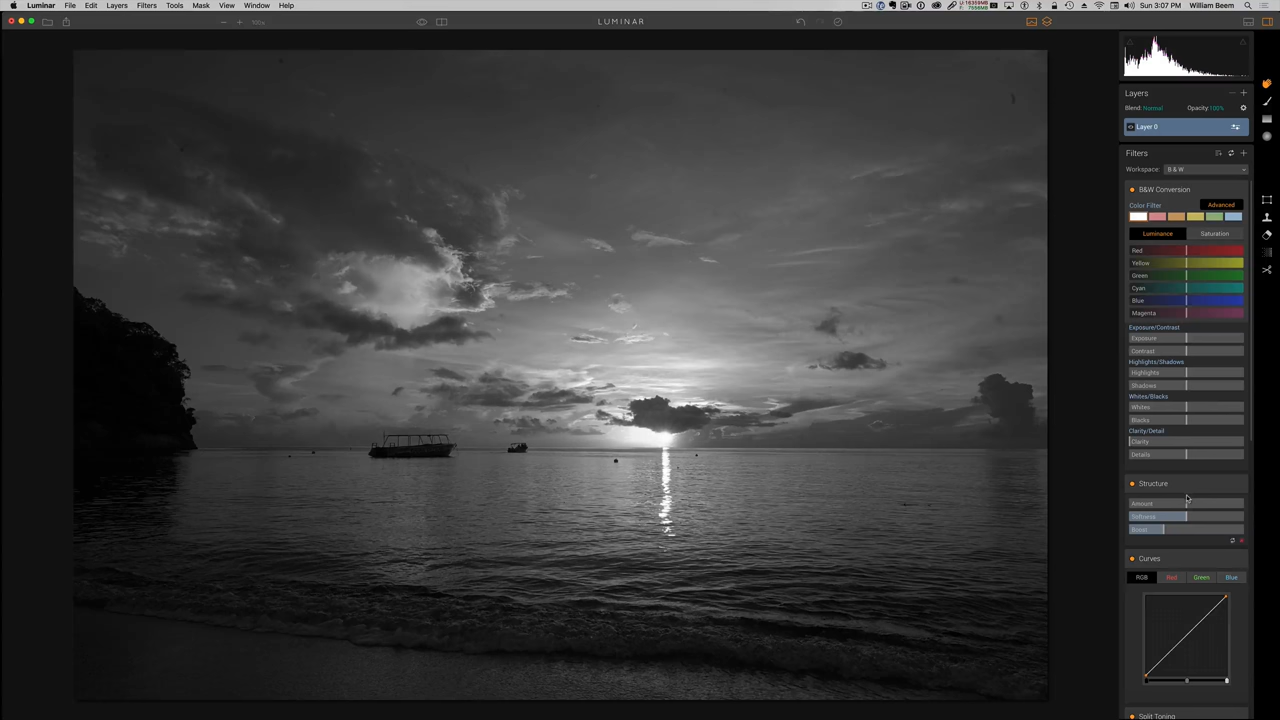 Luminar File Edit Layers Filters Tools Mask View Window Help Sun 3:07 PM William Beem
LUMINAR
Layers
Blend: Normal Opacity: 100%
Layer 0
Filters
Workspace: B & W
B&W Conversion
Color Filter Advanced
Luminance Saturation
Red
Yellow
Green
Cyan
Blue
Magenta
Exposure/Contrast
Exposure
Contrast
Highlights/Shadows
Highlights
Shadows
Whites/Blacks
Whites
Blacks
Clarity/Detail
Clarity
Details
Structure
Amount
Softness
Boost
Curves
RGB Red Green Blue
Split Toning